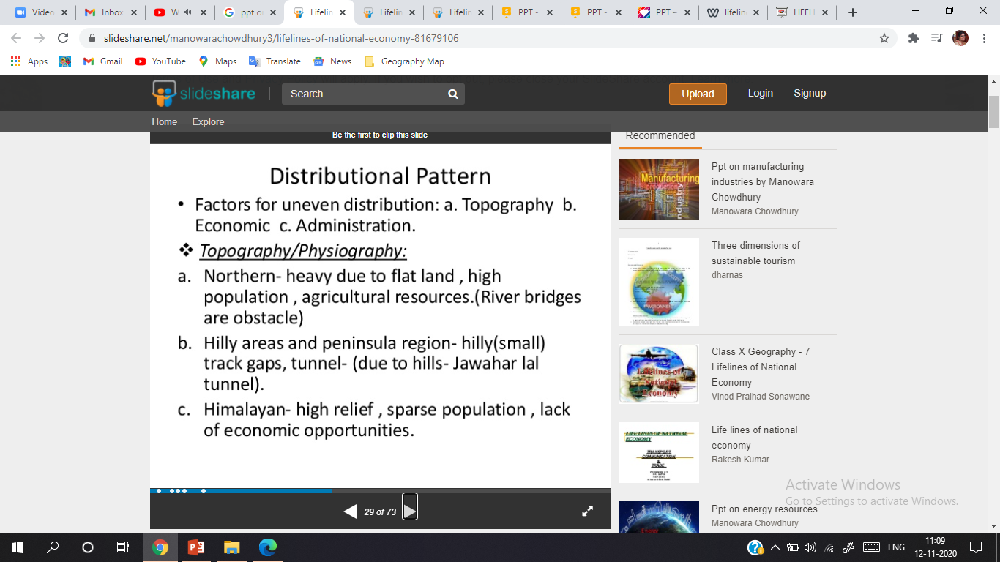 Video
Inbox
W
ppt o
Lifelin
Lifelin
Lifelin
PPT -
PPT -
PPT –
lifelin
LIFEL
slideshare.net/manowarachowdhury3/lifelines-of-national-economy-81679106
Apps
Gmail
YouTube
Maps
Translate
News
Geography Map
slideshare
Search
Upload
Login
Signup
Home
Explore
Be the first to clip this slide
Distributional Pattern
• Factors for uneven distribution: a. Topography b.
Economic c. Administration.
❖ Topography/Physiography:
a. Northern- heavy due to flat land , high
population , agricultural resources.(River bridges
are obstacle)
b. Hilly areas and peninsula region- hilly(small)
track gaps, tunnel- (due to hills- Jawahar lal
tunnel).
c. Himalayan- high relief , sparse population , lack
of economic opportunities.
29 of 73
Recommended
Manufacturing
production
industry
Ppt on manufacturing
industries by Manowara
Chowdhury
Manowara Chowdhury
ENVIRONMENT
Three dimensions of
sustainable tourism
dharnas
Lifelines of
National
Economy
Class X Geography - 7
Lifelines of National
Economy
Vinod Pralhad Sonawane
LIFE LINES OF NATIONAL
ECONOMY
TRANSPORT
COMMUNICATION
&
TRADE
Life lines of national
economy
Rakesh Kumar
Ppt on energy resources
Manowara Chowdhury
Activate Windows
Go to Settings to activate Windows.
ENG
11:09
12-11-2020